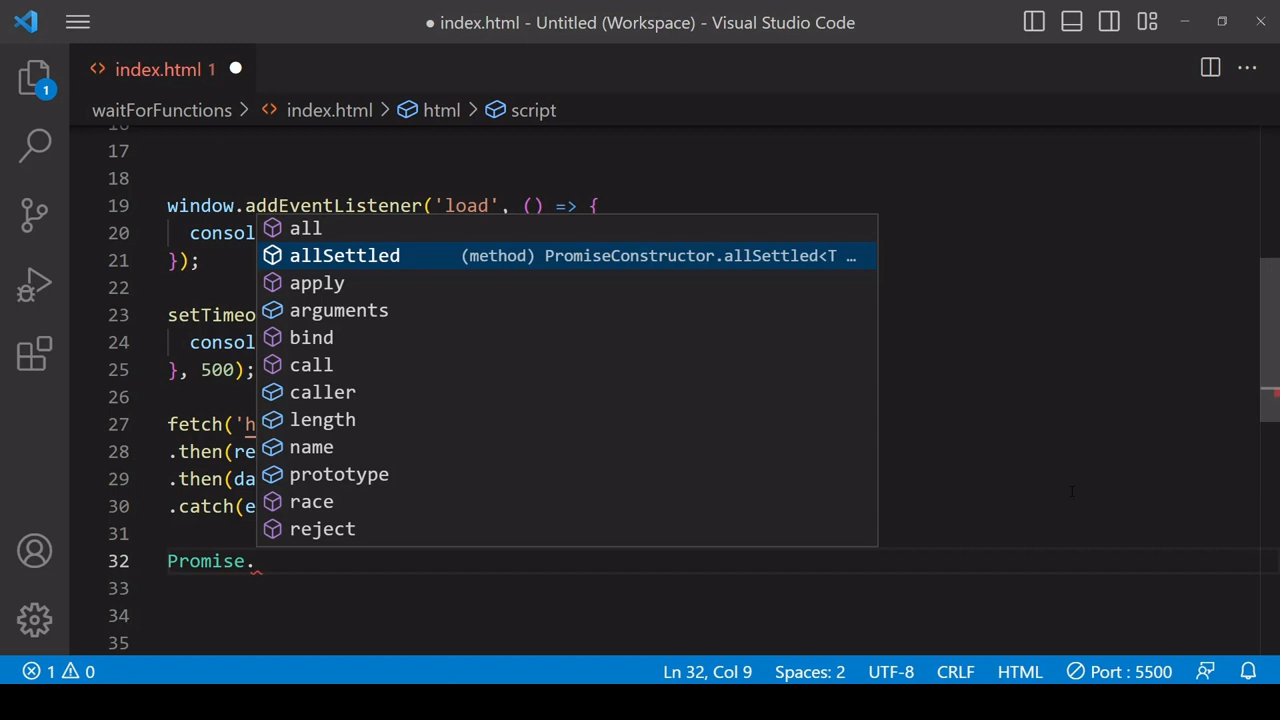 ● index.html - Untitled (Workspace) - Visual Studio Code
index.html 1
waitForFunctions > index.html > html > script
1
17
18
19 window.addEventListener('load', () => {
20 consol
21 });
22
23 setTimeo
24 consol
25 }, 500);
26
27 fetch('h
28 .then(re
29 .then(da
30 .catch(e
31
32 Promise.
33
34
35
all
allSettled (method) PromiseConstructor.allSettled<T …
apply
arguments
bind
call
caller
length
name
prototype
race
reject
1 0 Ln 32, Col 9 Spaces: 2 UTF-8 CRLF HTML Port : 5500